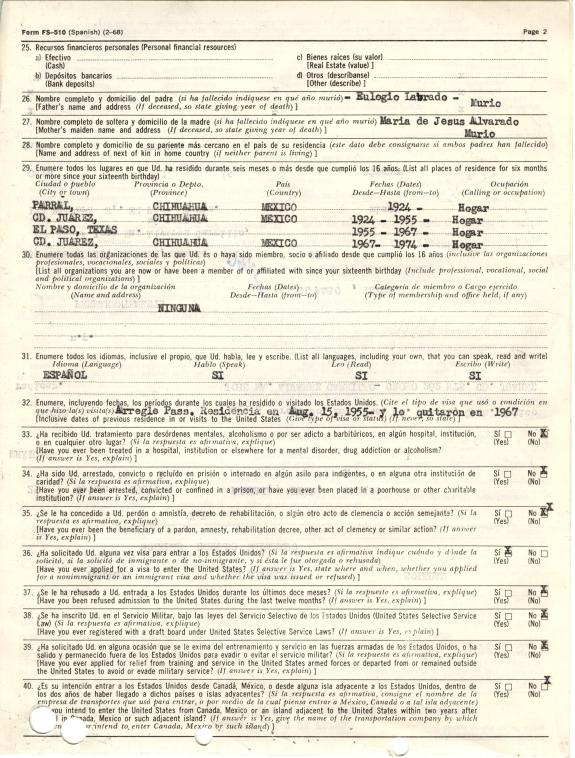 Form FS-510 (Spanish) (2-68) Page 2
25. Recursos financieros personales (Personal financial resources)
a) Efectivo
(Cash)
c) Bienes raíces (su valor)
[Real Estate (value) ]
b) Depósitos bancarios
(Bank deposits)
d) Otros (descríbanse)
[Other (describe) ]
26. Nombre completo y domicilio del padre (si ha fallecido indíquese en qué año murió) - Eulogio Labrado -
[Father's name and address (If deceased, so state giving year of death) ] Murio
27. Nombre completo de soltera y domicilio de la madre (si ha fallecido indíquese en qué año murió) Maria de Jesus Alvarado
[Mother's maiden name and address (If deceased, so state giving year of death) ] Murio
28. Nombre completo y domicilio de su pariente más cercano en el país de su residencia (este dato debe consignarse si ambos padres han fallecido)
[Name and address of next of kin in home country (if neither parent is living) ]
29. Enumere todos los lugares en que Ud. ha residido durante seis meses o más desde que cumplió los 16 años: (List all places of residence for six months
or more since your sixteenth birthday)
Ciudad o pueblo Provincia o Depto. País Fechas (Dates) Ocupación
(City or town) (Province) (Country) Desde-Hasta (from-to) (Calling or occupation)
PARRAL, CHIHUAHUA MEXICO 1924 - Hogar
CD. JUAREZ, CHIHUAHUA MEXICO 1924 - 1955 - Hogar
EL PASO, TEXAS 1955 - 1967 - Hogar
CD. JUAREZ, CHIHUAHUA MEXICO 1967- 1974 - Hogar
30. Enumere todas las organizaciones de las que Ud. es o haya sido miembro, socio o afiliado desde que cumplió los 16 años (inclusive las organizaciones
profesionales, vocacionales, sociales y políticas)
[List all organizations you are now or have been a member of or affiliated with since your sixteenth birthday (Include professional, vocational, social
and political organizations) ]
Nombre y domicilio de la organización Fechas (Dates) Categoría de miembro o Cargo ejercido
(Name and address) Desde-Hasta (from-to) (Type of membership and office held, if any)
NINGUNA
31. Enumere todos los idiomas, inclusive el propio, que Ud. habla, lee y escribe. (List all languages, including your own, that you can speak, read and write)
Idioma (Language) Hablo (Speak) Leo (Read) Escribo (Write)
ESPAÑOL SI SI SI
32. Enumere, incluyendo fechas, los períodos durante los cuales ha residido o visitado los Estados Unidos. (Cite el tipo de visa que usó o condición en
que hizo la(s) visita(s) Arregle Pass. Residencia en Aug. 15, 1955- y lo quitaron en 1967
[Inclusive dates of previous residence in or visits to the United States (Give type of visa or status) (If never, so state) ]
33. ¿Ha recibido Ud. tratamiento para desórdenes mentales, alcoholismo o por ser adicto a barbitúricos, en algún hospital, institución,
o en cualquier otro lugar? (Si la respuesta es afirmativa, explique) Sí No X
[Have you ever been treated in a hospital, institution or elsewhere for a mental disorder, drug addiction or alcoholism? (Yes) (No)
(If answer is Yes, explain) ]
34. ¿Ha sido Ud. arrestado, convicto o recluído en prisión o internado en algún asilo para indigentes, o en alguna otra institución de
caridad? (Si la respuesta es afirmativa, explique) Sí No X
[Have you ever been arrested, convicted or confined in a prison, or have you ever been placed in a poorhouse or other charitable (Yes) (No)
institution? (If answer is Yes, explain) ]
35. ¿Se le ha concedido a Ud. perdón o amnistía, decreto de rehabilitación, o algún otro acto de clemencia o acción semejante? (Si la Sí No X
respuesta es afirmativa, explique) (Yes) (No)
[Have you ever been the beneficiary of a pardon, amnesty, rehabilitation decree, other act of clemency or similar action? (If answer
is Yes, explain) ]
36. ¿Ha solicitado Ud. alguna vez visa para entrar a los Estados Unidos? (Si la respuesta es afirmativa indique cuándo y dónde la Sí X No
solicitó, si la solicitó de inmigrante o de no-inmigrante, y si ésta le fue otorgada o rehusada) (Yes) (No)
[Have you ever applied for a visa to enter the United States? (If answer is Yes, state where and when, whether you applied
for a nonimmigrant or an immigrant visa and whether the visa was issued or refused) ]
37. ¿Se le ha rehusado a Ud. entrada a los Estados Unidos durante los últimos doce meses? (Si la respuesta es afirmativa, explique) Sí No X
[Have you been refused admission to the United States during the last twelve months? (If answer is Yes, explain) ] (Yes) (No)
38. ¿Se ha inscrito Ud. en el Servicio Militar, bajo las leyes del Servicio Selectivo de los Estados Unidos (United States Selective Service Sí No X
Law) (Si la respuesta es afirmativa, explique) (Yes) (No)
[Have you ever registered with a draft board under United States Selective Service Laws? (If answer is Yes, explain) ]
39. ¿Ha solicitado Ud. en alguna ocasión que se le exima del entrenamiento y servicio en las fuerzas armadas de los Estados Unidos, o ha Sí No X
salido y permanecido fuera de los Estados Unidos para evadir o evitar el servicio militar? (Si la respuesta es afirmativa, explique) (Yes) (No)
[Have you ever applied for relief from training and service in the United States armed forces or departed from or remained outside
the United States to avoid or evade military service? (If answer is Yes, explain) ]
40. ¿Es su intención entrar a los Estados Unidos desde Canadá, México, o desde alguna isla adyacente a los Estados Unidos, dentro de Sí No X
los dos años de haber llegado a dichos países o islas adyacentes? (Si la respuesta es afirmativa, consigne el nombre de la (Yes) (No)
empresa de transportes que usó para entrar, o por medio de la cual piensa entrar a México, Canadá o a tal isla adyacente)
you intend to enter the United States from Canada, Mexico or an island adjacent to the United States within two years after
in Canada, Mexico or such adjacent island? (If answer is Yes, give the name of the transportation company by which
or intend to, enter Canada, Mexico or such island) ]